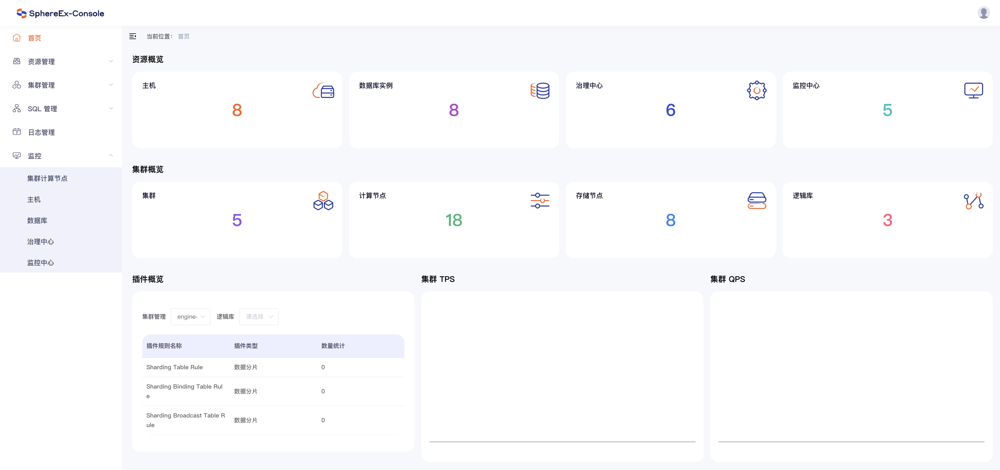 SphereEx-Console
首页
资源管理
集群管理
SQL 管理
日志管理
监控
集群计算节点
主机
数据库
治理中心
监控中心
当前位置： 首页
资源概览
主机
8
数据库实例
8
治理中心
6
监控中心
5
集群概览
集群
5
计算节点
18
存储节点
8
逻辑库
3
插件概览
集群管理 engine- 逻辑库 请选择
插件规则名称 插件类型 数量统计
Sharding Table Rule 数据分片 0
Sharding Binding Table Rul
e
数据分片 0
Sharding Broadcast Table R
ule
数据分片 0
集群 TPS
集群 QPS